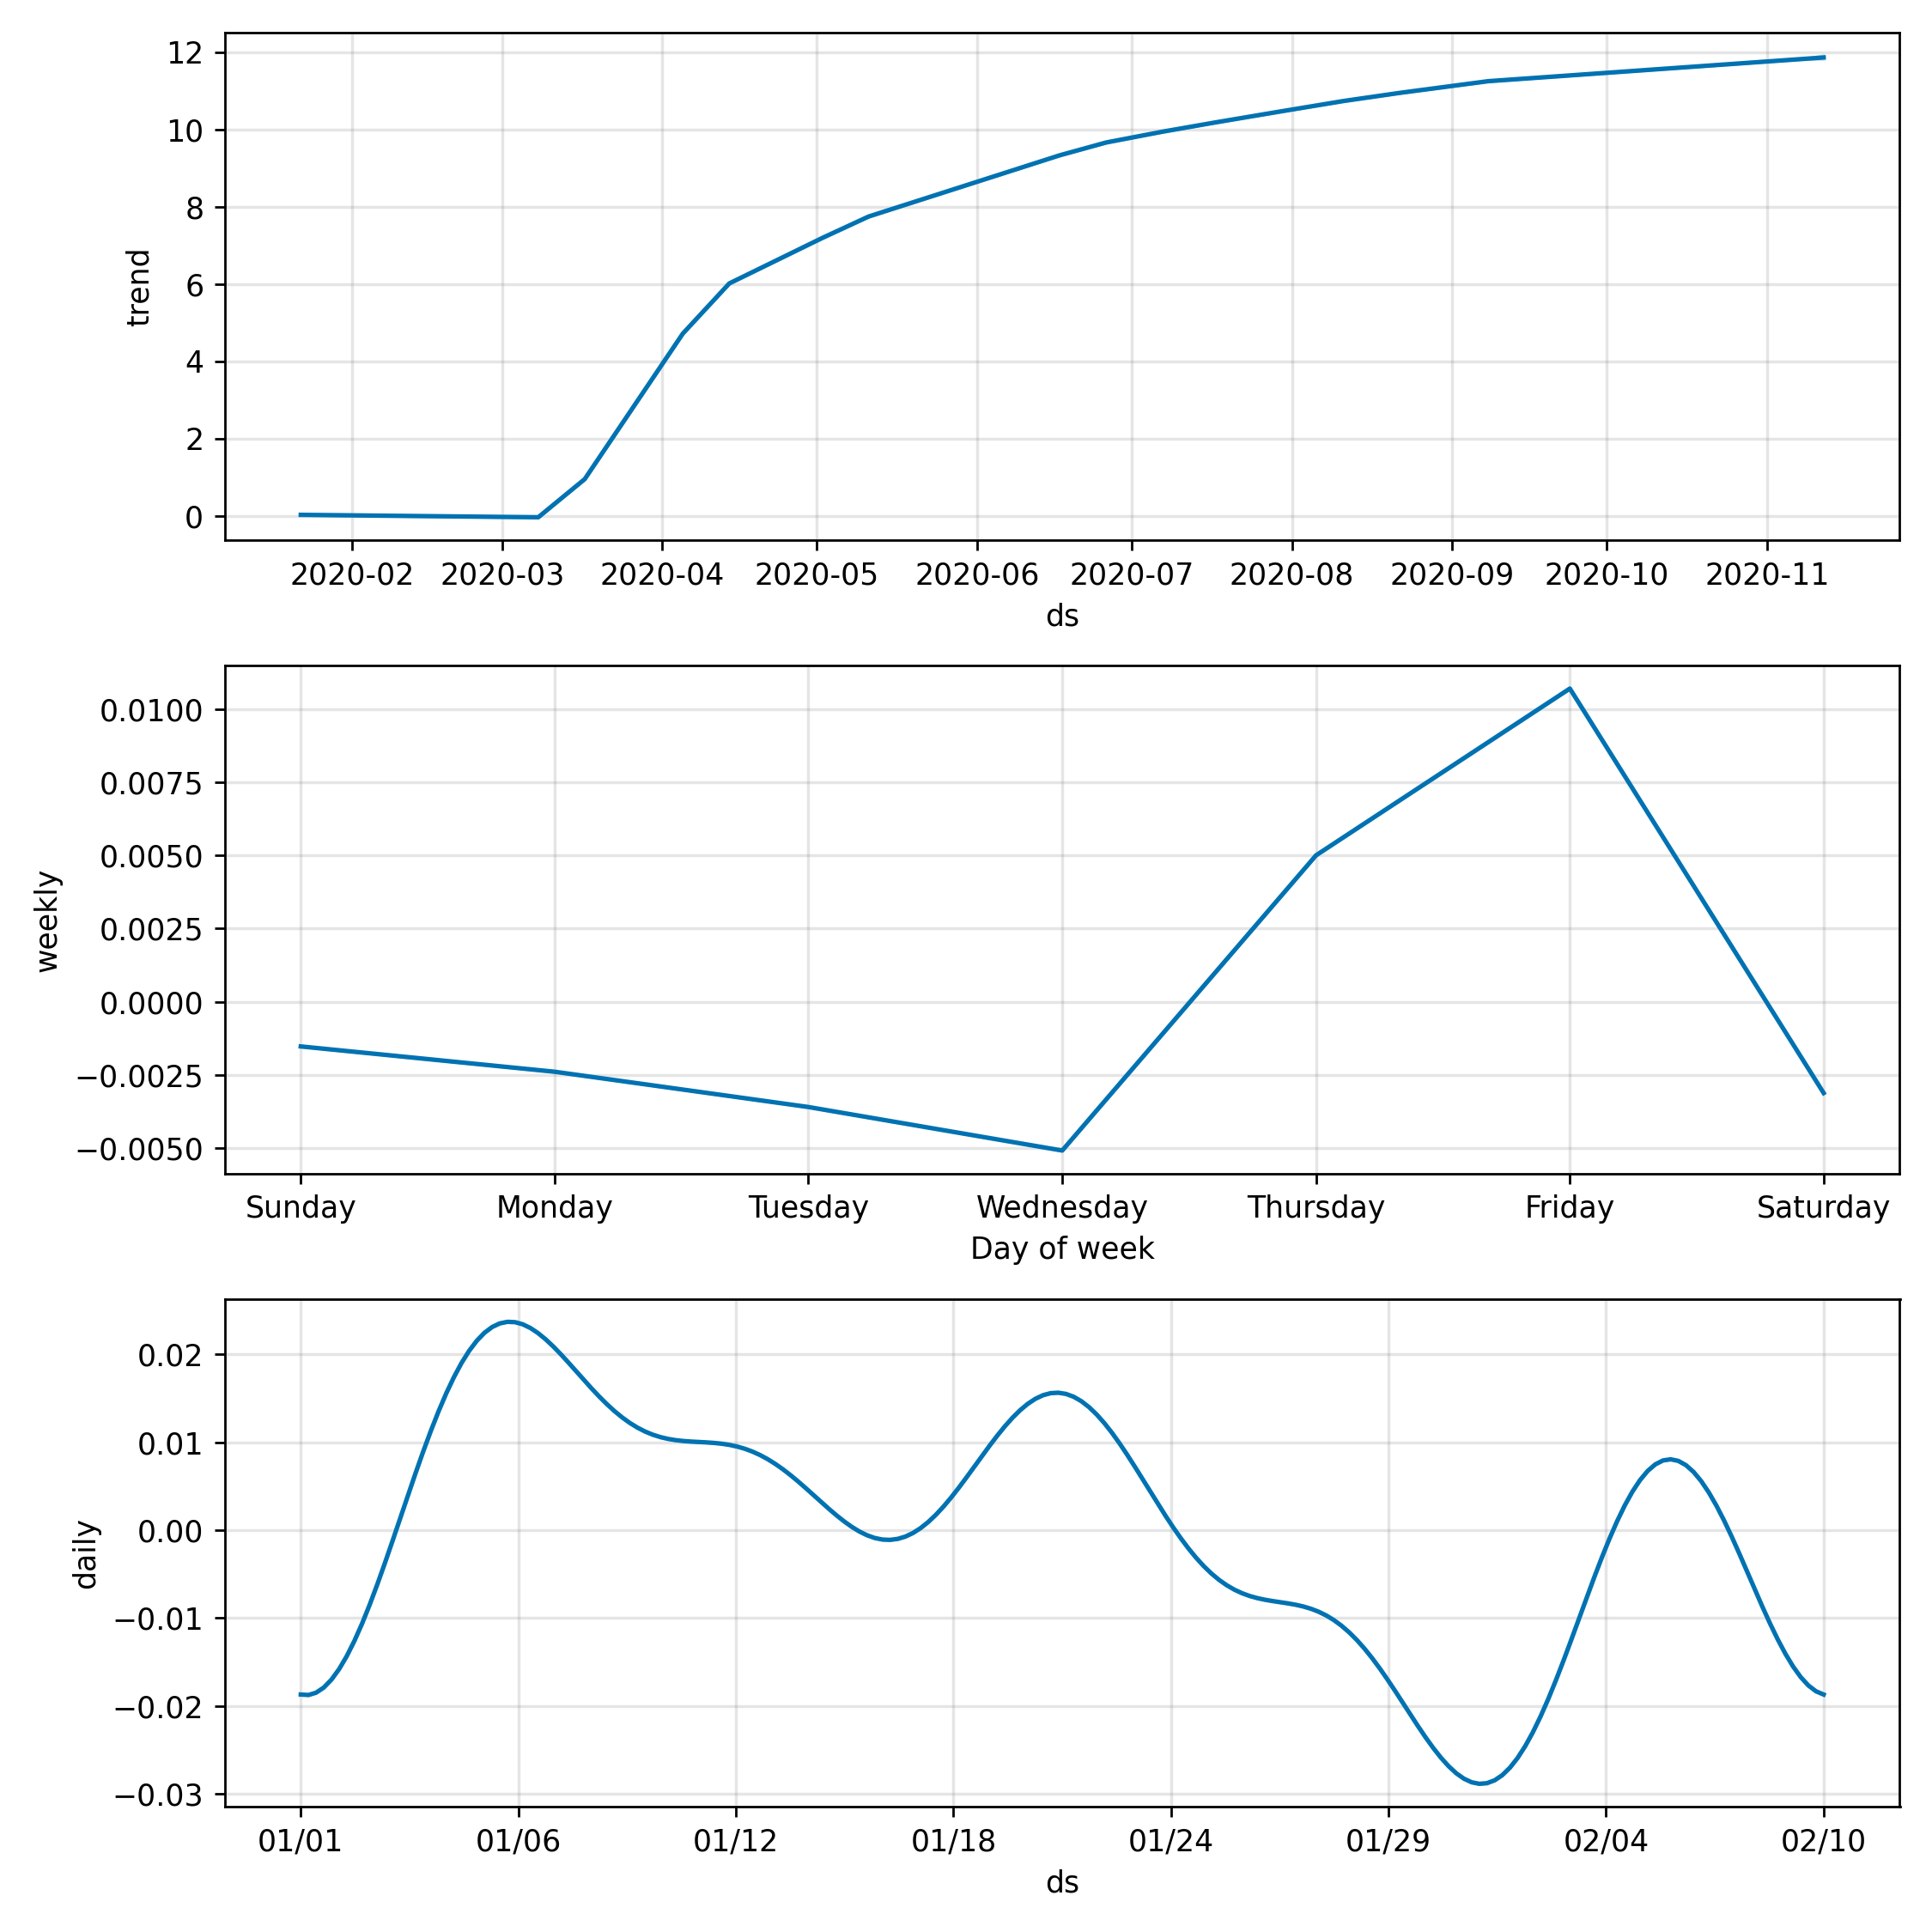 12
10
8
6
4
2
0
trend
2020-02 2020-03 2020-04 2020-05 2020-06 2020-07 2020-08 2020-09 2020-10 2020-11
ds
0.0100
0.0075
0.0050
0.0025
0.0000
−0.0025
−0.0050
weekly
Sunday Monday Tuesday Wednesday Thursday Friday Saturday
Day of week
0.02
0.01
0.00
−0.01
−0.02
−0.03
daily
01/01 01/06 01/12 01/18 01/24 01/29 02/04 02/10
ds